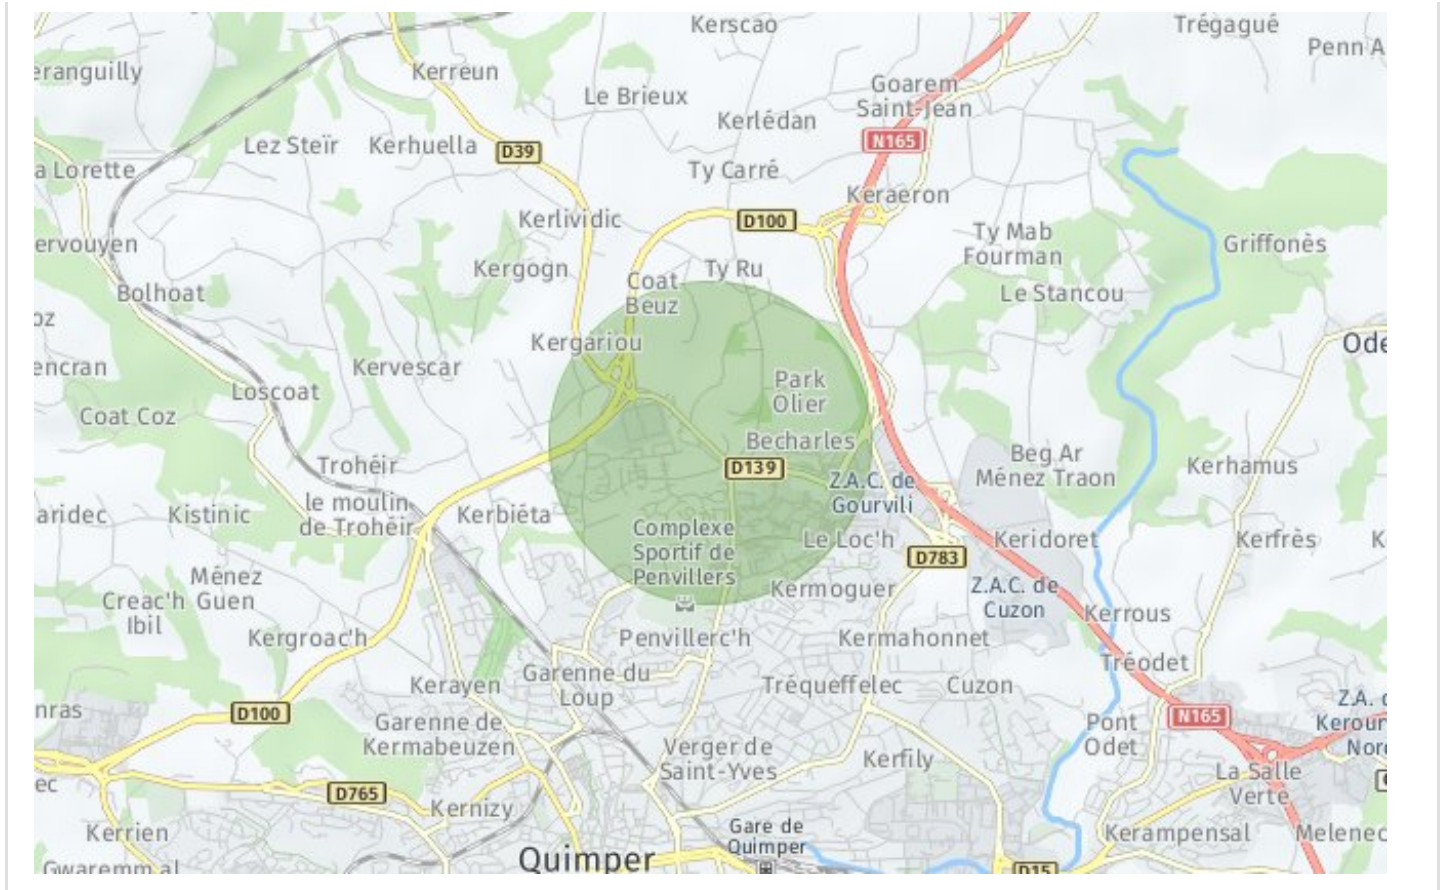 Kerscao
Trégagué
Penn A
eranguilly
Kerreun
Le Brieux
Goarem
Saint-Jean
Kerlédan
N165
Lez Steïr
Kerhuella
D39
a Lorette
Ty Carré
Keraeron
Kerlividic
D100
Ty Mab
Fourman
Griffonès
ervouyen
Kergogn
Coat
Beuz
Ty Ru
Bolhoat
Le Stancou
oz
Kergariou
Ode
encran
Kervescar
Loscoat
Park
Olier
Coat Coz
Becharles
Trohéir
D139
Beg Ar
Ménez Traon
Kerhamus
Z.A.C. de
Gourvili
le moulin
de Trohéir
aridec
Kistinic
Kerbiéta
Complexe
Sportif de
Penvillers
Le Loc'h
D783
Keridoret
Kerfrès
K
Ménez
Guen
Creac'h
Ibil
Kermoguer
Z.A.C. de
Cuzon
Kerrous
Kergroac'h
Penvillerc'h
Kermahonnet
Tréodet
Kerayen
Garenne du
Loup
Tréqueffelec
Cuzon
nras
D100
Garenne de
Kermabeuzen
N165
Z.A. d
Kerour
Nord
Pont
Odet
Verger de
Saint-Yves
Kerfily
La Salle
Verte
ec
D765
Kernizy
Kerrien
Gare de
Quimper
Kerampensal
Melenec
Quimper
D15
Gwaremm al